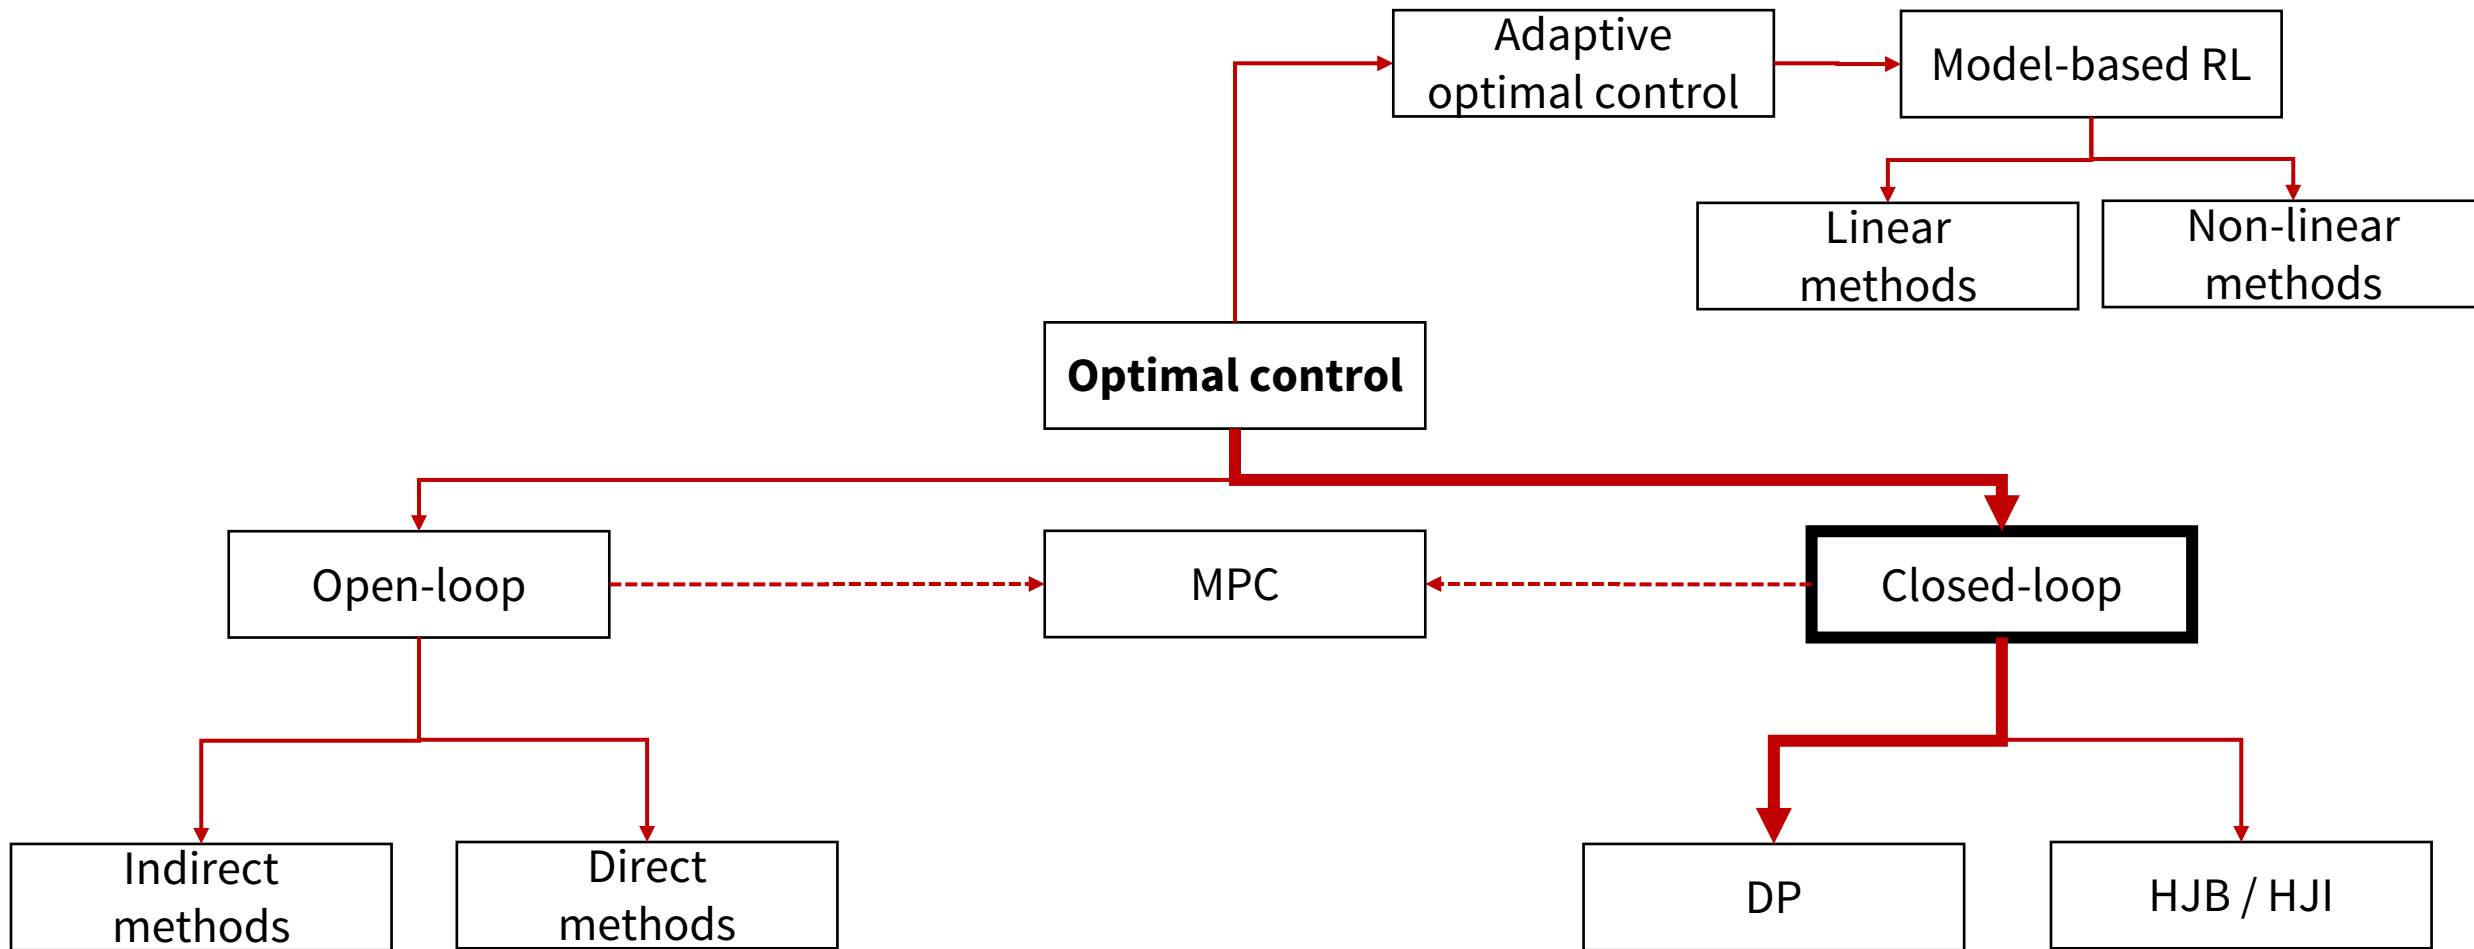 Adaptive
optimal control
Model-based RL
Linear
methods
Non-linear
methods
Optimal control
Open-loop
MPC
Closed-loop
Indirect
methods
Direct
methods
DP
HJB / HJI